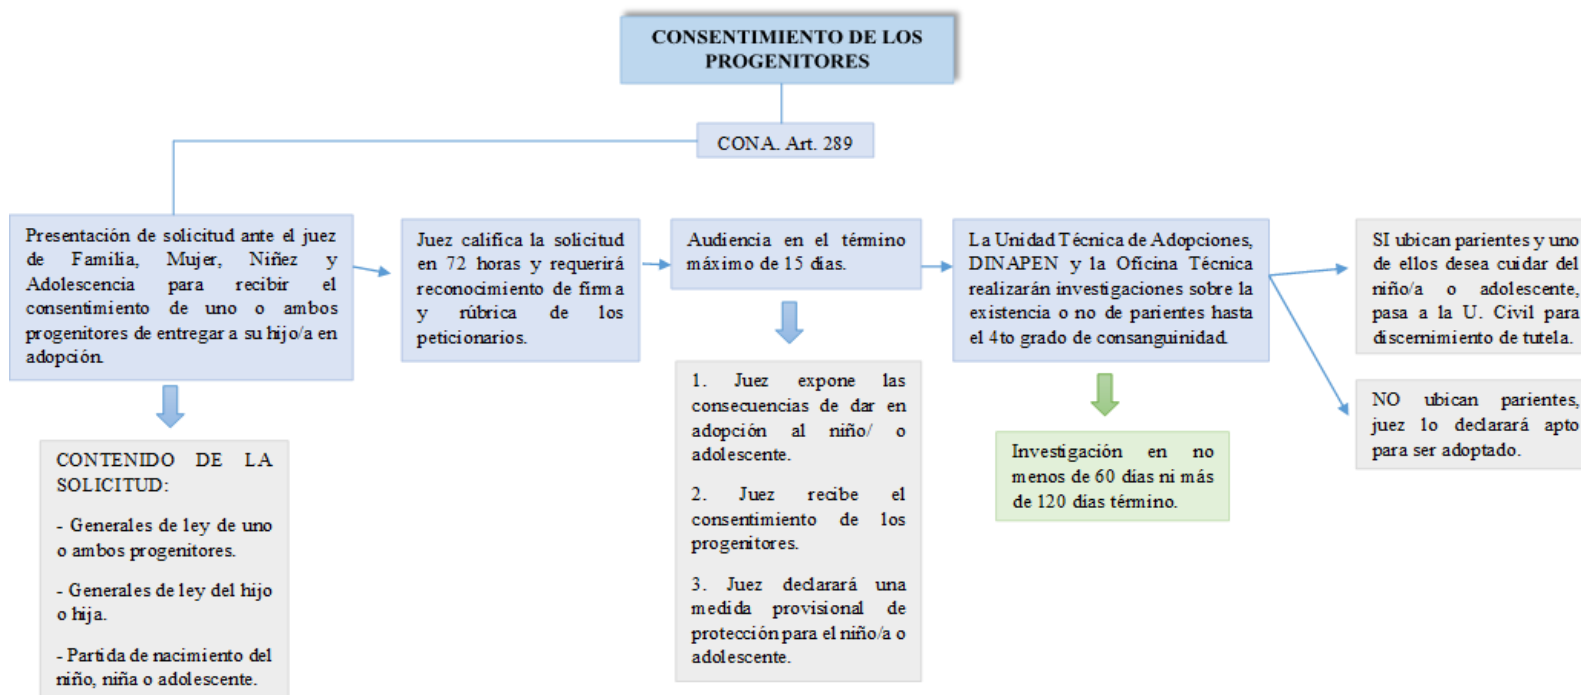 CONSENTIMIENTO DE LOS
PROGENITORES
CONA. Art. 289
Presentación de solicitud ante el juez
de Familia, Mujer, Niñez y
Adolescencia para recibir el
consentimiento de uno o ambos
progenitores de entregar a su hijo/a en
adopción.
CONTENIDO DE LA
SOLICITUD:
- Generales de ley de uno
o ambos progenitores.
- Generales de ley del hijo
o hija.
- Partida de nacimiento del
niño, niña o adolescente.
Juez califica la solicitud
en 72 horas y requerirá
reconocimiento de firma
y rúbrica de los
peticionarios.
Audiencia en el término
máximo de 15 días.
1. Juez expone las
consecuencias de dar en
adopción al niño/ o
adolescente.
2. Juez recibe el
consentimiento de los
progenitores.
3. Juez declarará una
medida provisional de
protección para el niño/a o
adolescente.
La Unidad Técnica de Adopciones,
DINAPEN y la Oficina Técnica
realizarán investigaciones sobre la
existencia o no de parientes hasta
el 4to grado de consanguinidad.
Investigación en no
menos de 60 días ni más
de 120 días término.
SI ubican parientes y uno
de ellos desea cuidar del
niño/a o adolescente,
pasa a la U. Civil para
discernimiento de tutela.
NO ubican parientes,
juez lo declarará apto
para ser adoptado.